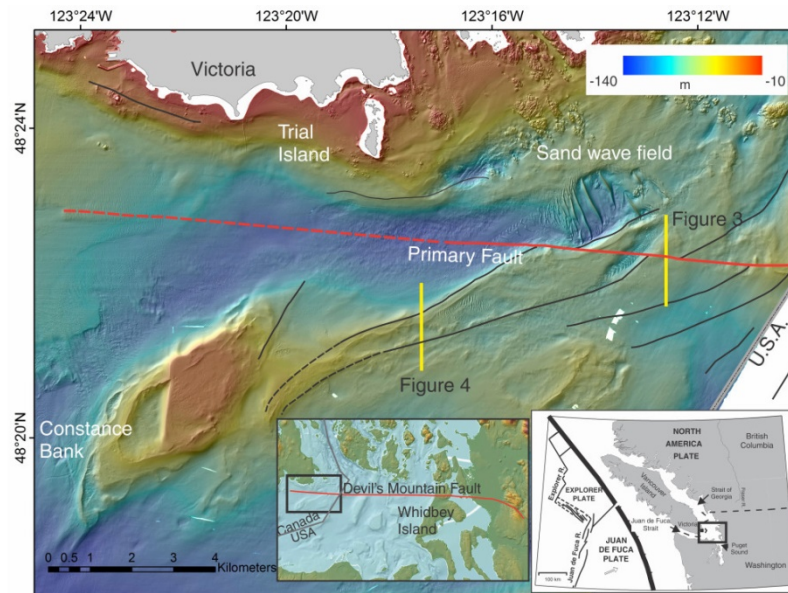 123°24'W
123°20'W
123°16'W
123°12'W
48°24'N
48°20'N
Victoria
-140
-10
m
Trial
Island
Sand wave field
Figure 3
Primary Fault
Figure 4
U.S.A.
Constance
Bank
0 0.5 1 2 3 4
Kilometers
Devil's Mountain Fault
Whidbey
Island
Canada
USA
NORTH
AMERICA
PLATE
British
Columbia
Explorer R.
EXPLORER
PLATE
Vancouver
Island
Strait of
Georgia
Juan de Fuca
Strait
Victoria
Juan de Fuca R.
JUAN
DE FUCA
PLATE
Puget
Sound
Washington
100 km